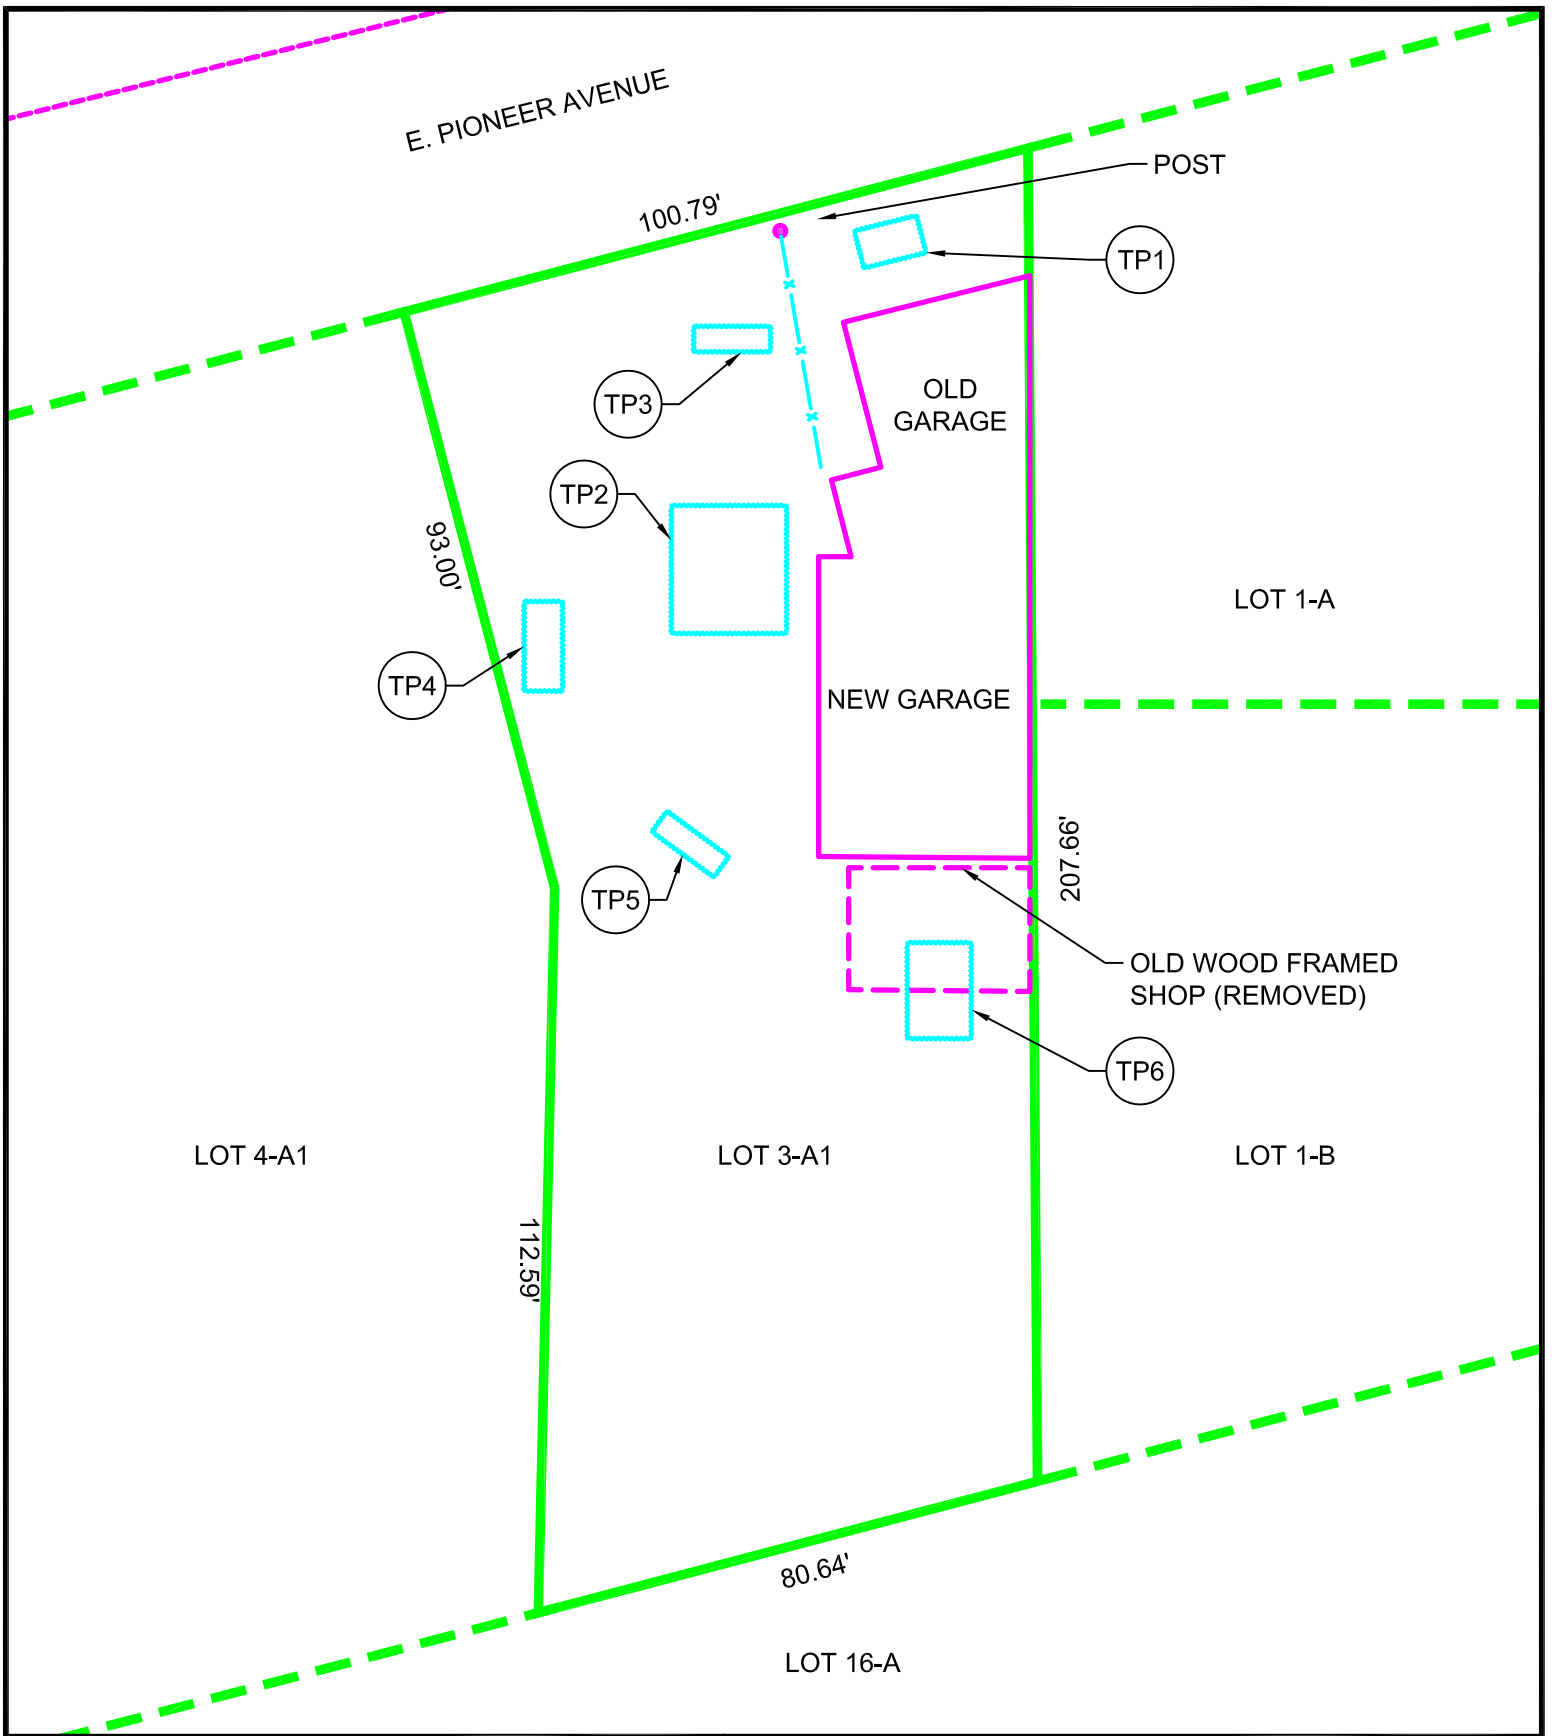 E. PIONEER AVENUE
POST
100.79'
TP1
OLD
GARAGE
TP3
TP2
93.00'
LOT 1-A
TP4
NEW GARAGE
207.66'
TP5
OLD WOOD FRAMED
SHOP (REMOVED)
TP6
LOT 4-A1
LOT 3-A1
LOT 1-B
112.59'
80.64'
LOT 16-A